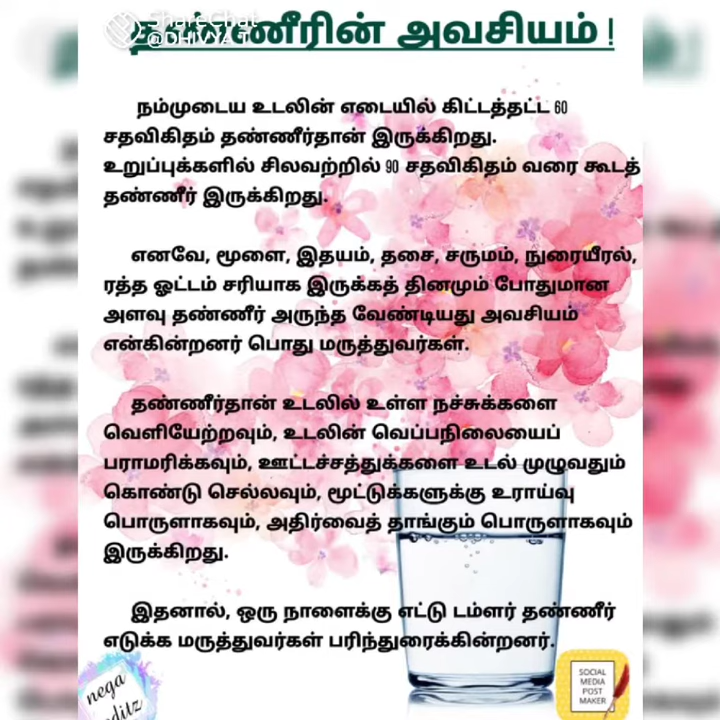 ShareChat
@DHIVYA T
தண்ணீரின் அவசியம் !
நம்முடைய உடலின் எடையில் கிட்டத்தட்ட 60
சதவிகிதம் தண்ணீர்தான் இருக்கிறது.
உறுப்புக்களில் சிலவற்றில் 90 சதவிகிதம் வரை கூடத்
தண்ணீர் இருக்கிறது.
எனவே, மூளை, இதயம், தசை, சருமம், நுரையீரல்,
ரத்த ஓட்டம் சரியாக இருக்கத் தினமும் போதுமான
அளவு தண்ணீர் அருந்த வேண்டியது அவசியம்
என்கின்றனர் பொது மருத்துவர்கள்.
தண்ணீர்தான் உடலில் உள்ள நச்சுக்களை
வெளியேற்றவும், உடலின் வெப்பநிலையைப்
பராமரிக்கவும், ஊட்டச்சத்துக்களை உடல் முழுவதும்
கொண்டு செல்லவும், மூட்டுக்களுக்கு உராய்வு
பொருளாகவும், அதிர்வைத் தாங்கும் பொருளாகவும்
இருக்கிறது.
இதனால், ஒரு நாளைக்கு எட்டு டம்ளர் தண்ணீர்
எடுக்க மருத்துவர்கள் பரிந்துரைக்கின்றனர்.
nega
SOCIAL
MEDIA
POST
MAKER